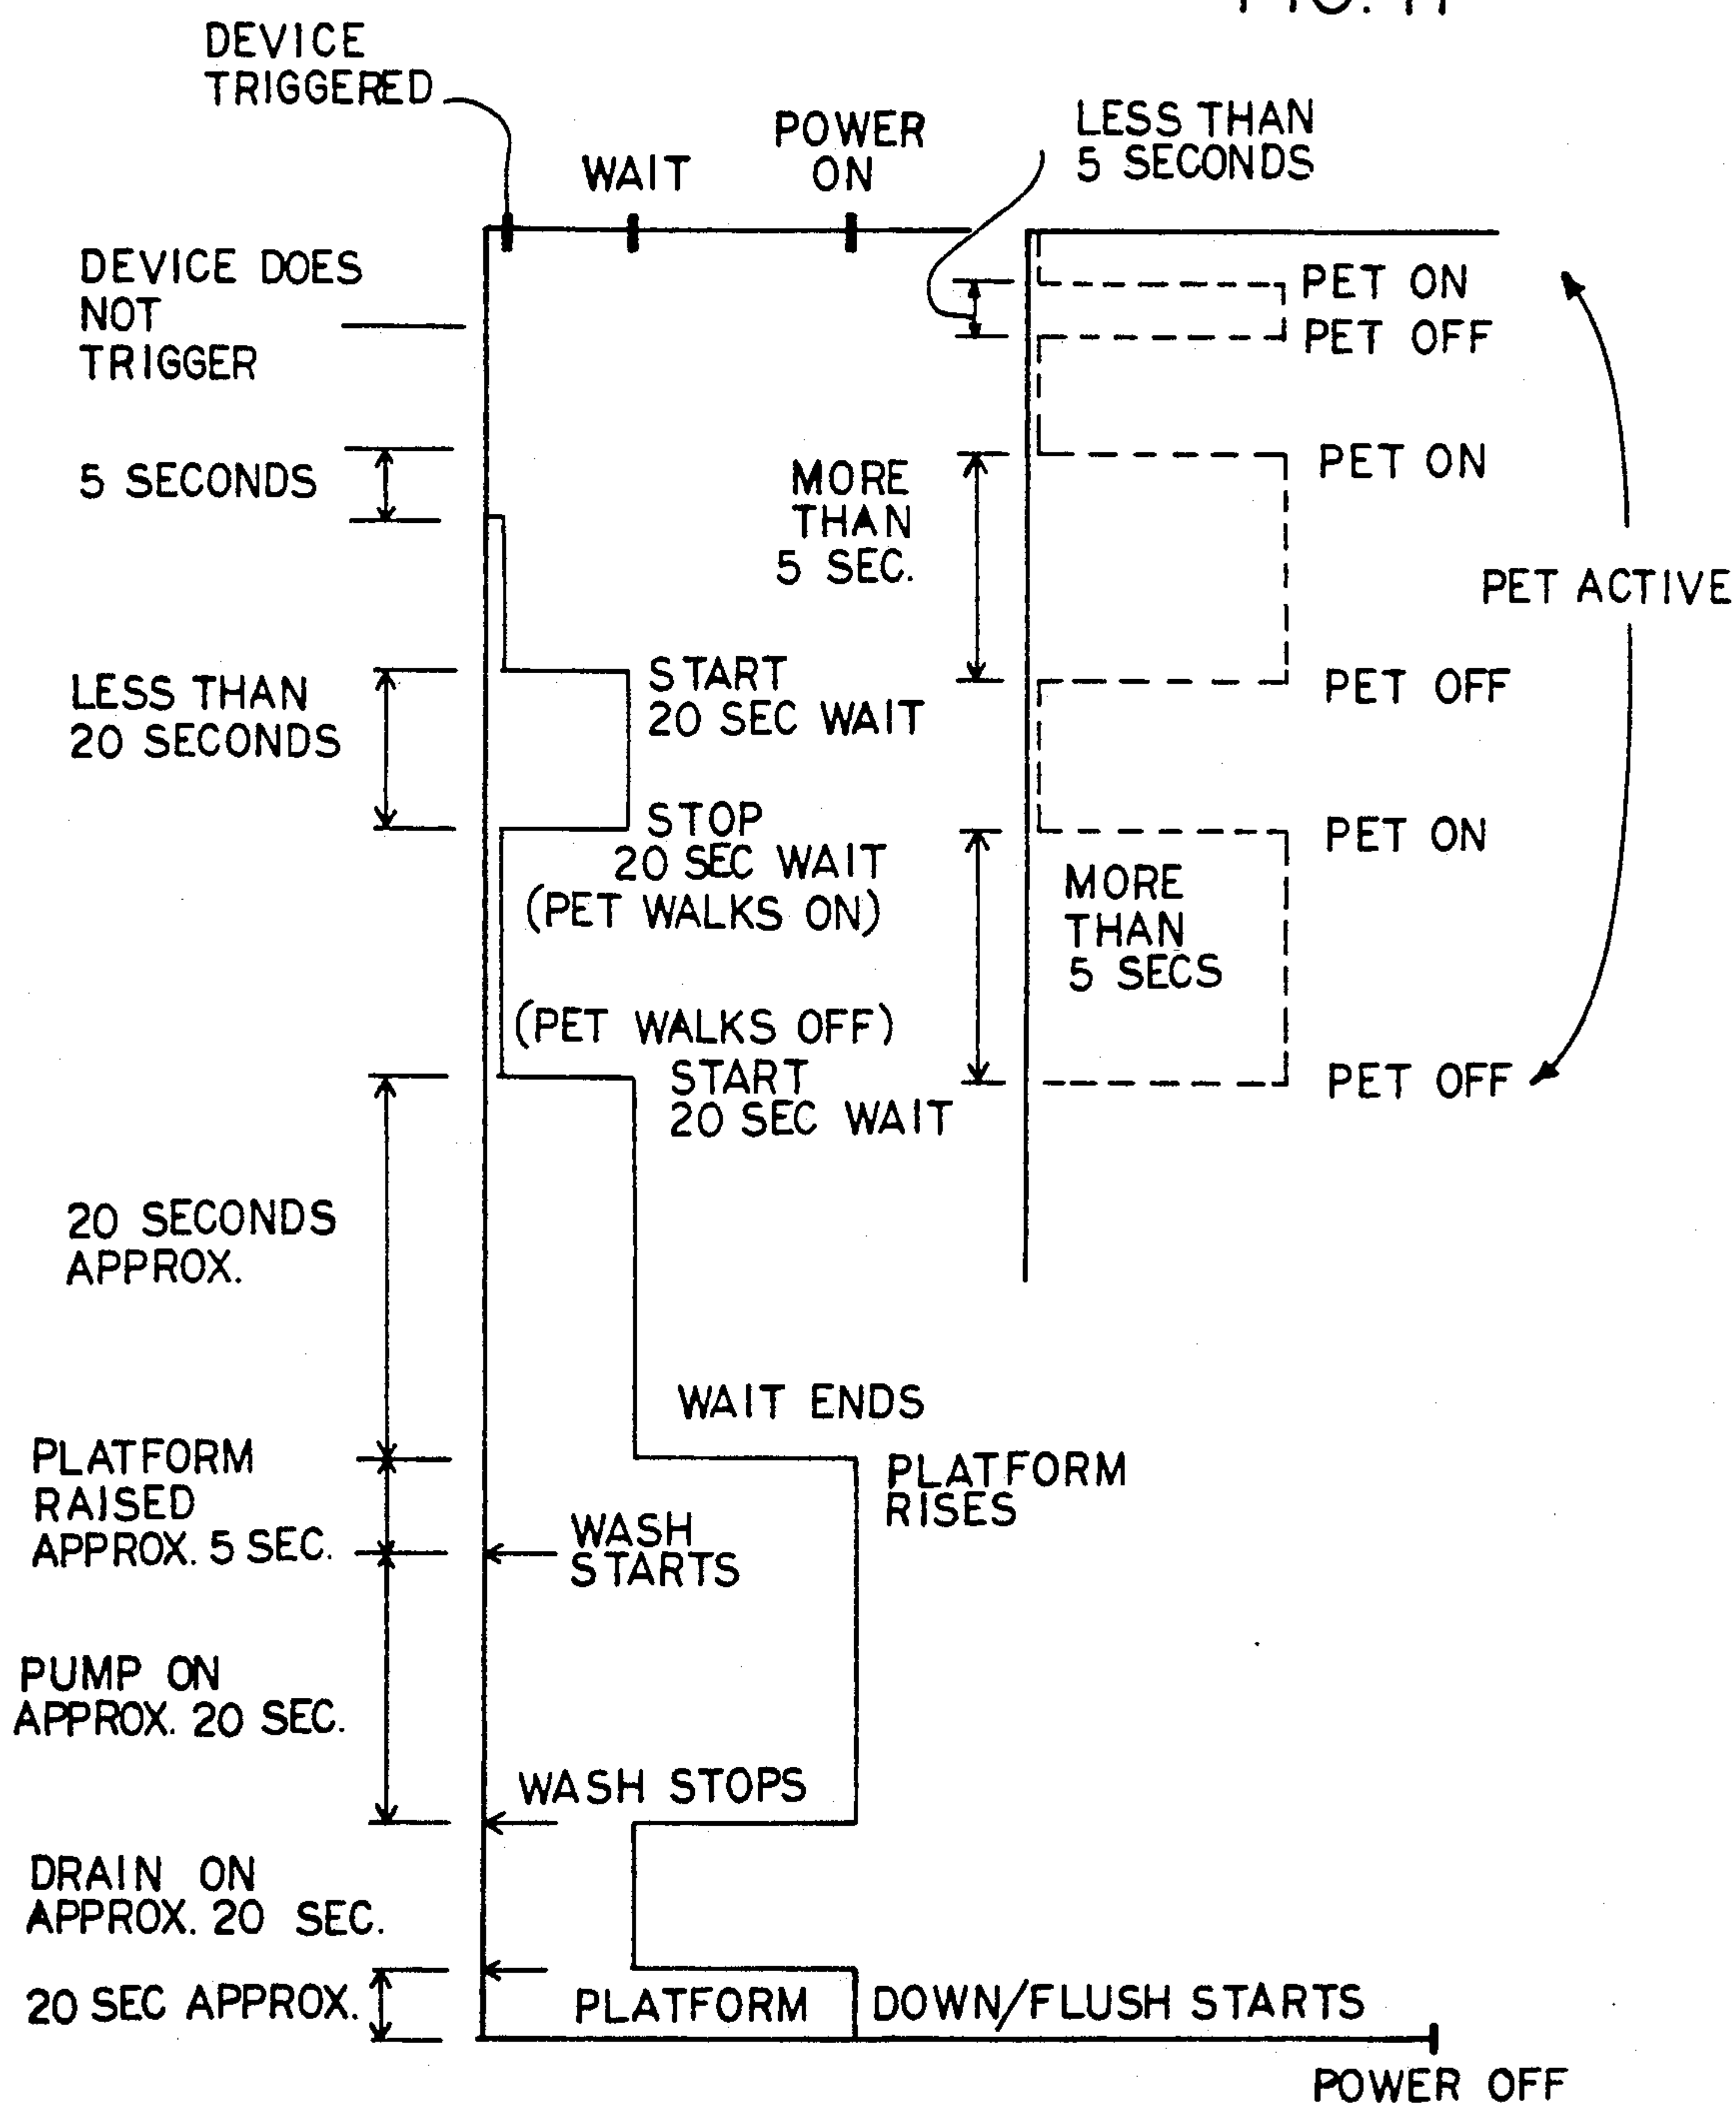 DEVICE
TRIGGERED
WAIT
POWER
ON
LESS THAN
5 SECONDS
DEVICE DOES
NOT
TRIGGER
PET ON
PET OFF
5 SECONDS
MORE
THAN
5 SEC.
PET ON
PET ACTIVE
LESS THAN
20 SECONDS
START
20 SEC WAIT
PET OFF
STOP
20 SEC WAIT
(PET WALKS ON)
PET ON
MORE
THAN
5 SECS
(PET WALKS OFF)
START
20 SEC WAIT
PET OFF
20 SECONDS
APPROX.
WAIT ENDS
PLATFORM
RAISED
APPROX. 5 SEC.
PLATFORM
RISES
WASH
STARTS
PUMP ON
APPROX. 20 SEC.
WASH STOPS
DRAIN ON
APPROX. 20 SEC.
20 SEC APPROX.
PLATFORM DOWN/FLUSH STARTS
POWER OFF